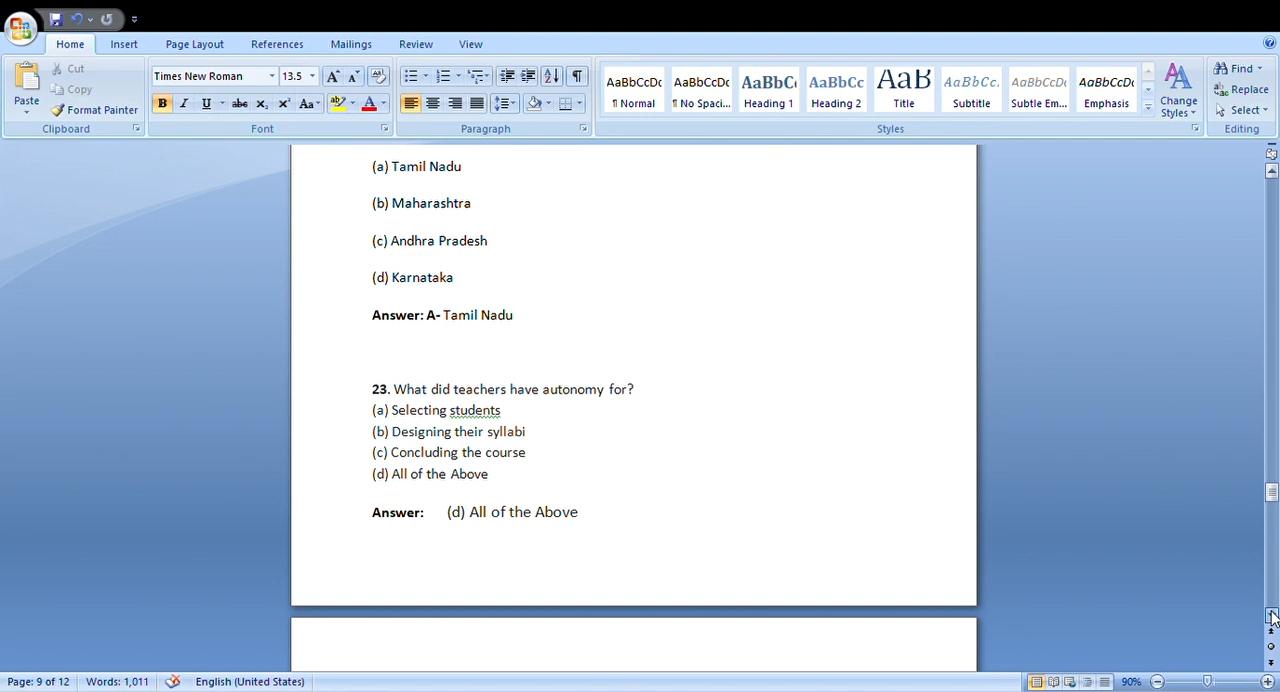 Home Insert Page Layout References Mailings Review View
Paste
Cut
Copy
Format Painter
Clipboard
Times New Roman 13.5
B I U abc X₂ X² Aa
Font
Paragraph
AaBbCcDc AaBbCcDc AaBbC AaBbCc AaB AaBbCc. AaBbCcDc AaBbCcDc
¶ Normal ¶ No Spaci... Heading 1 Heading 2 Title Subtitle Subtle Em... Emphasis
Change
Styles
Styles
Find
Replace
Select
Editing
(a) Tamil Nadu
(b) Maharashtra
(c) Andhra Pradesh
(d) Karnataka
Answer: A- Tamil Nadu
23. What did teachers have autonomy for?
(a) Selecting students
(b) Designing their syllabi
(c) Concluding the course
(d) All of the Above
Answer: (d) All of the Above
Page: 9 of 12 Words: 1,011 English (United States) 90%